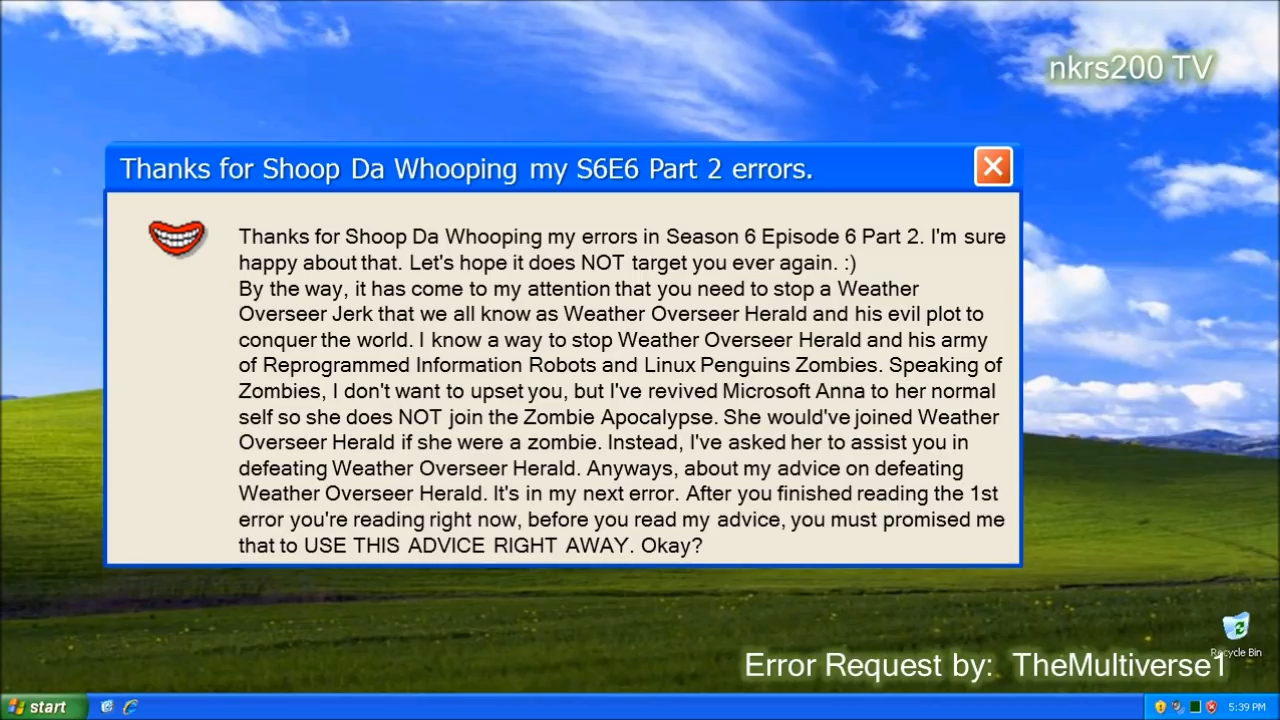 nkrs200 TV
Thanks for Shoop Da Whooping my S6E6 Part 2 errors.
Thanks for Shoop Da Whooping my errors in Season 6 Episode 6 Part 2. I'm sure
happy about that. Let's hope it does NOT target you ever again. :)
By the way, it has come to my attention that you need to stop a Weather
Overseer Jerk that we all know as Weather Overseer Herald and his evil plot to
conquer the world. I know a way to stop Weather Overseer Herald and his army
of Reprogrammed Information Robots and Linux Penguins Zombies. Speaking of
Zombies, I don't want to upset you, but I've revived Microsoft Anna to her normal
self so she does NOT join the Zombie Apocalypse. She would've joined Weather
Overseer Herald if she were a zombie. Instead, I've asked her to assist you in
defeating Weather Overseer Herald. Anyways, about my advice on defeating
Weather Overseer Herald. It's in my next error. After you finished reading the 1st
error you're reading right now, before you read my advice, you must promised me
that to USE THIS ADVICE RIGHT AWAY. Okay?
Recycle Bin
Error Request by: TheMultiverse1
start
5:39 PM